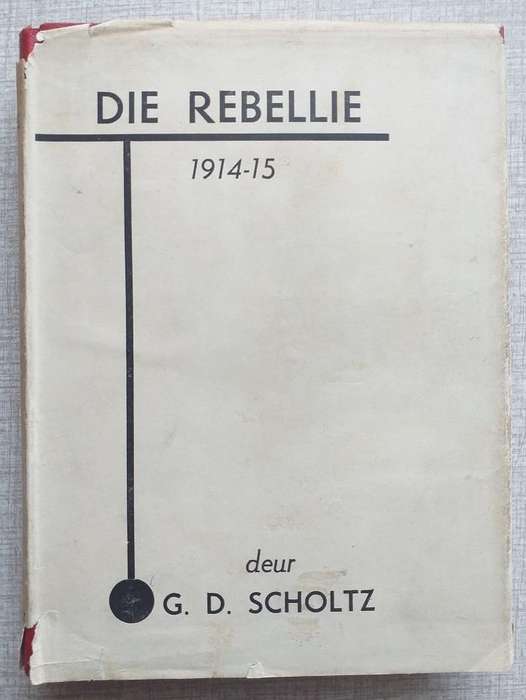 DIE REBELLIE
1914-15
deur
G. D. SCHOLTZ